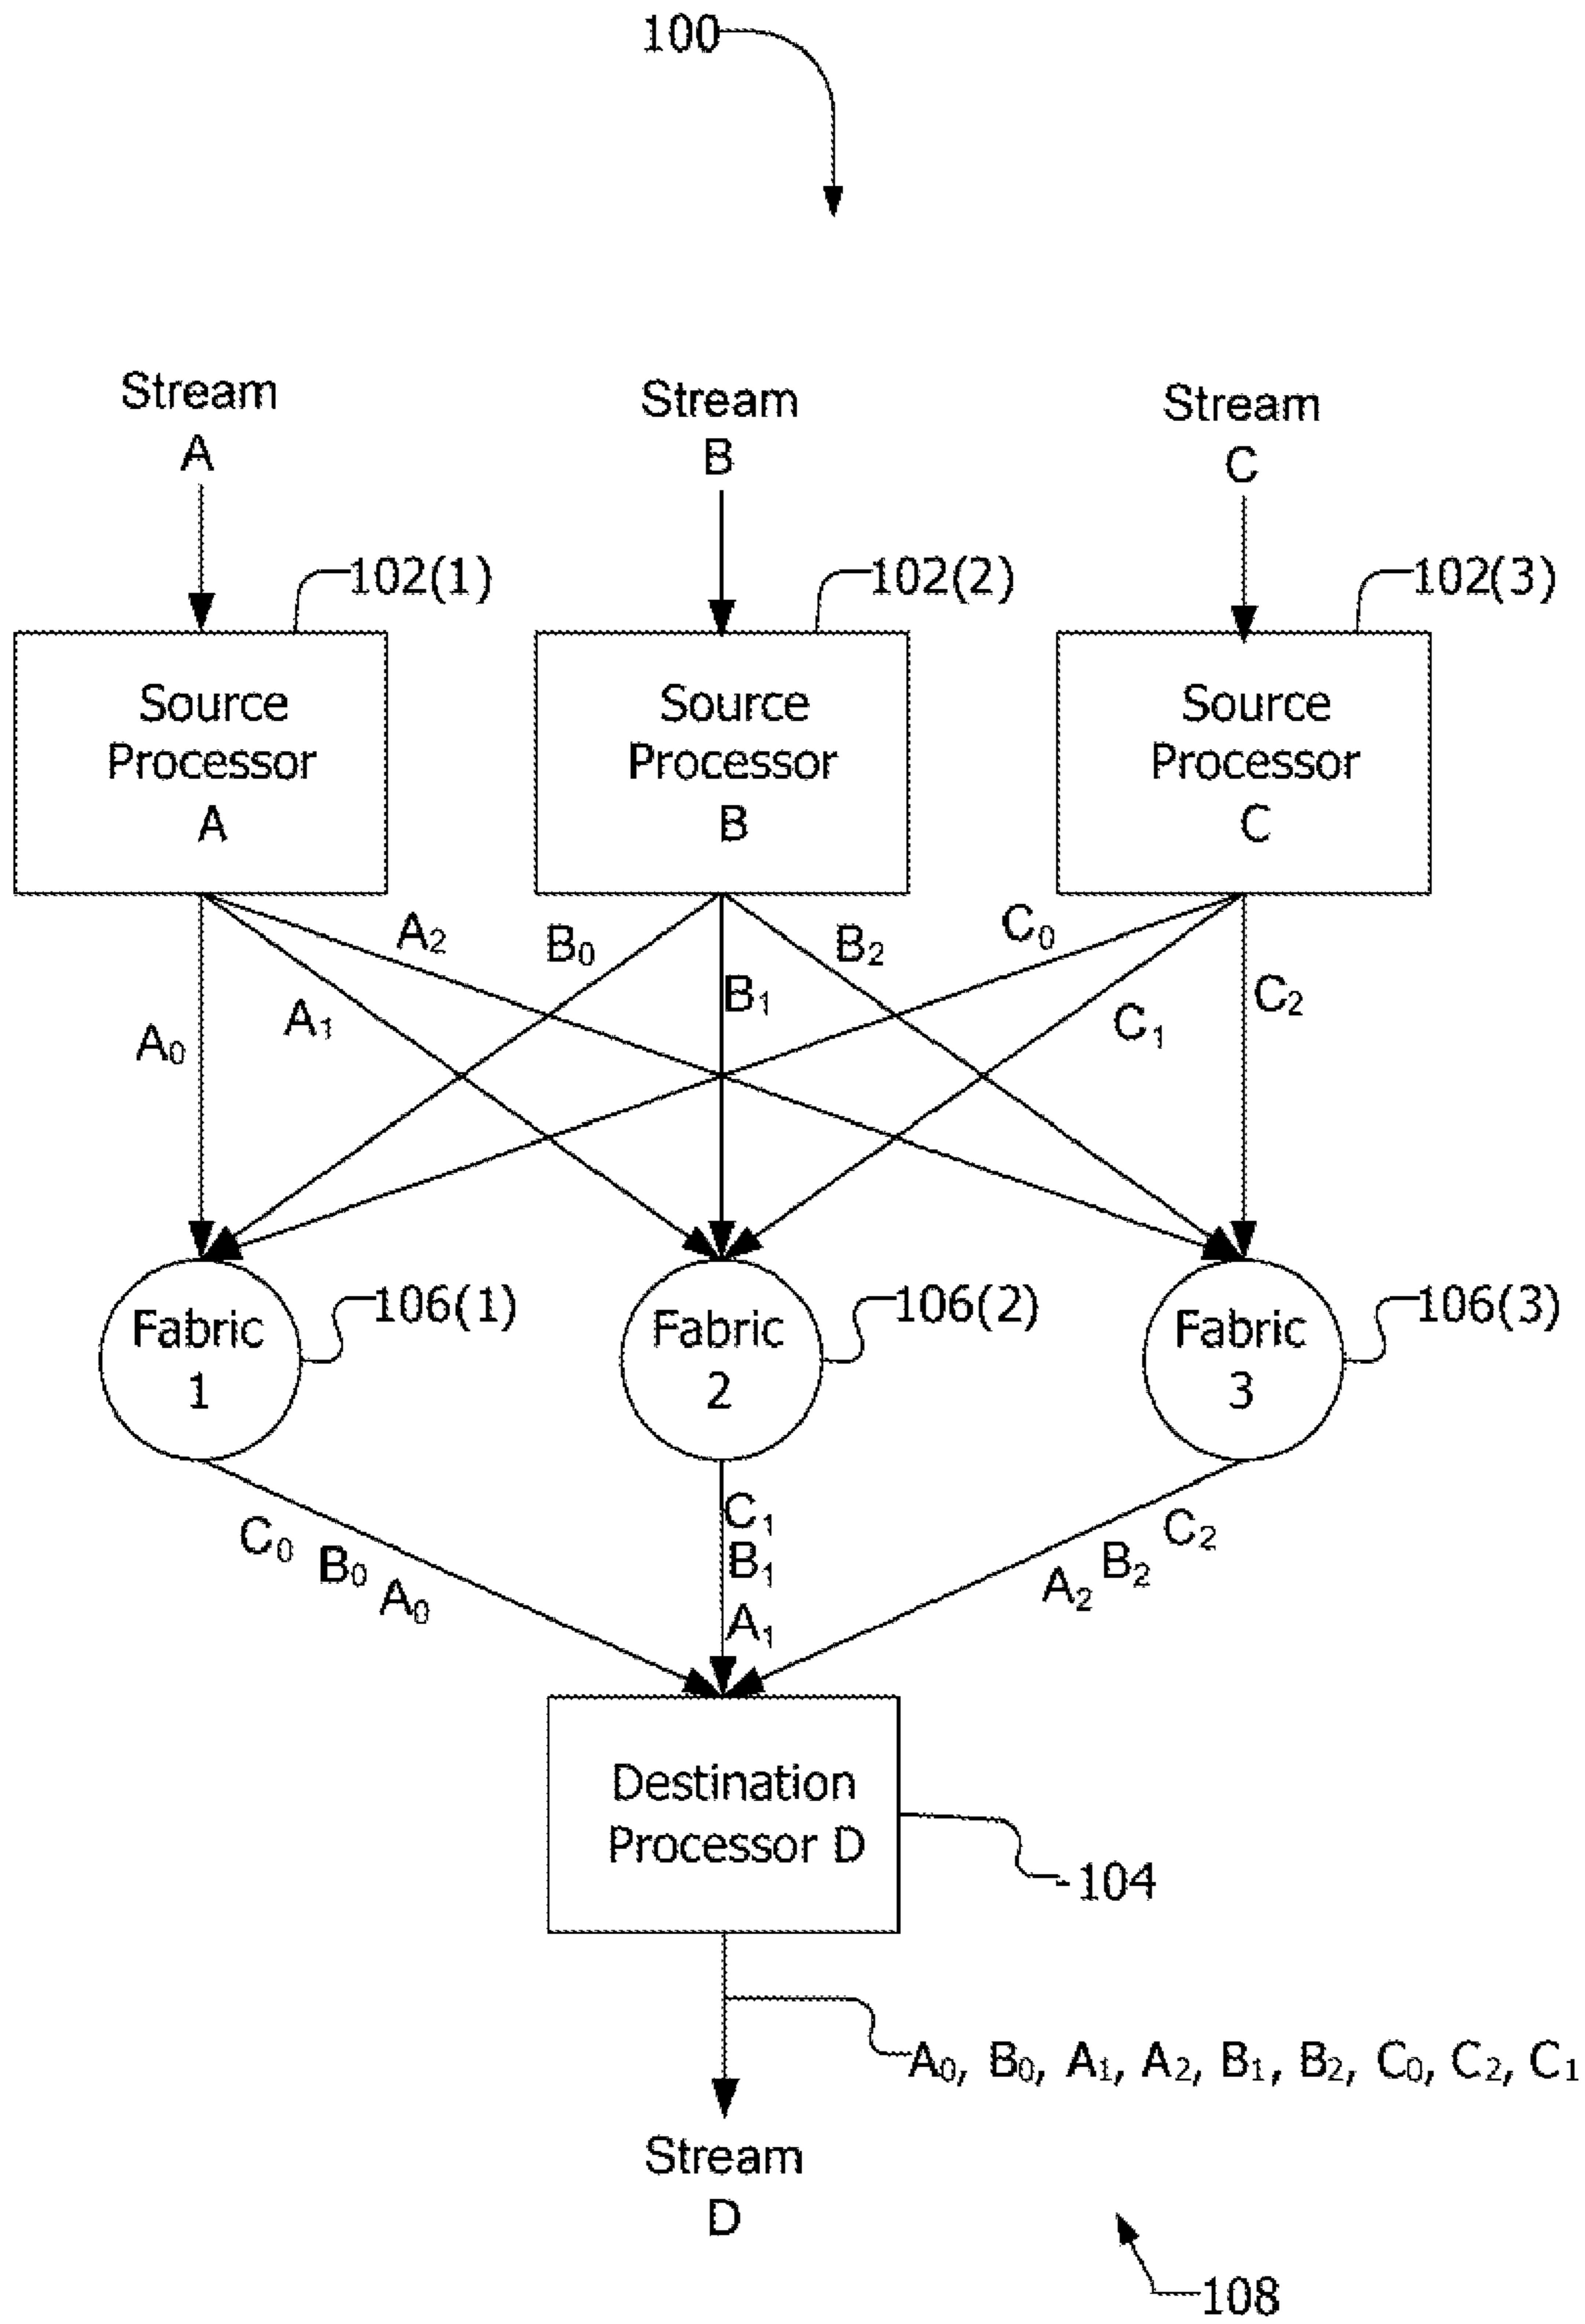 100
Stream
A
Stream
B
Stream
C
102(1)
102(2)
102(3)
Source
Processor
A
Source
Processor
B
Source
Processor
C
A₂
B₀
B₂
C₀
A₀
A₁
B₁
C₁
C₂
Fabric
1
106(1)
Fabric
2
106(2)
Fabric
3
106(3)
C₀
B₀
A₀
C₁
B₁
A₁
A₂
B₂
C₂
Destination
Processor D
104
A₀, B₀, A₁, A₂, B₁, B₂, C₀, C₂, C₁
Stream
D
108